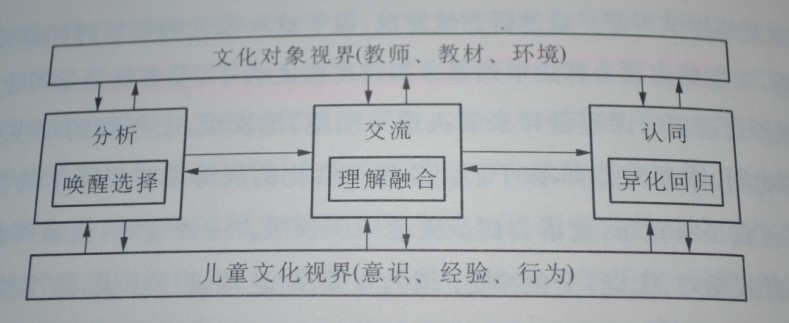 文化对象视界(教师、教材、环境)
分析 交流 认同
唤醒选择 理解融合 异化回归
儿童文化视界(意识、经验、行为)